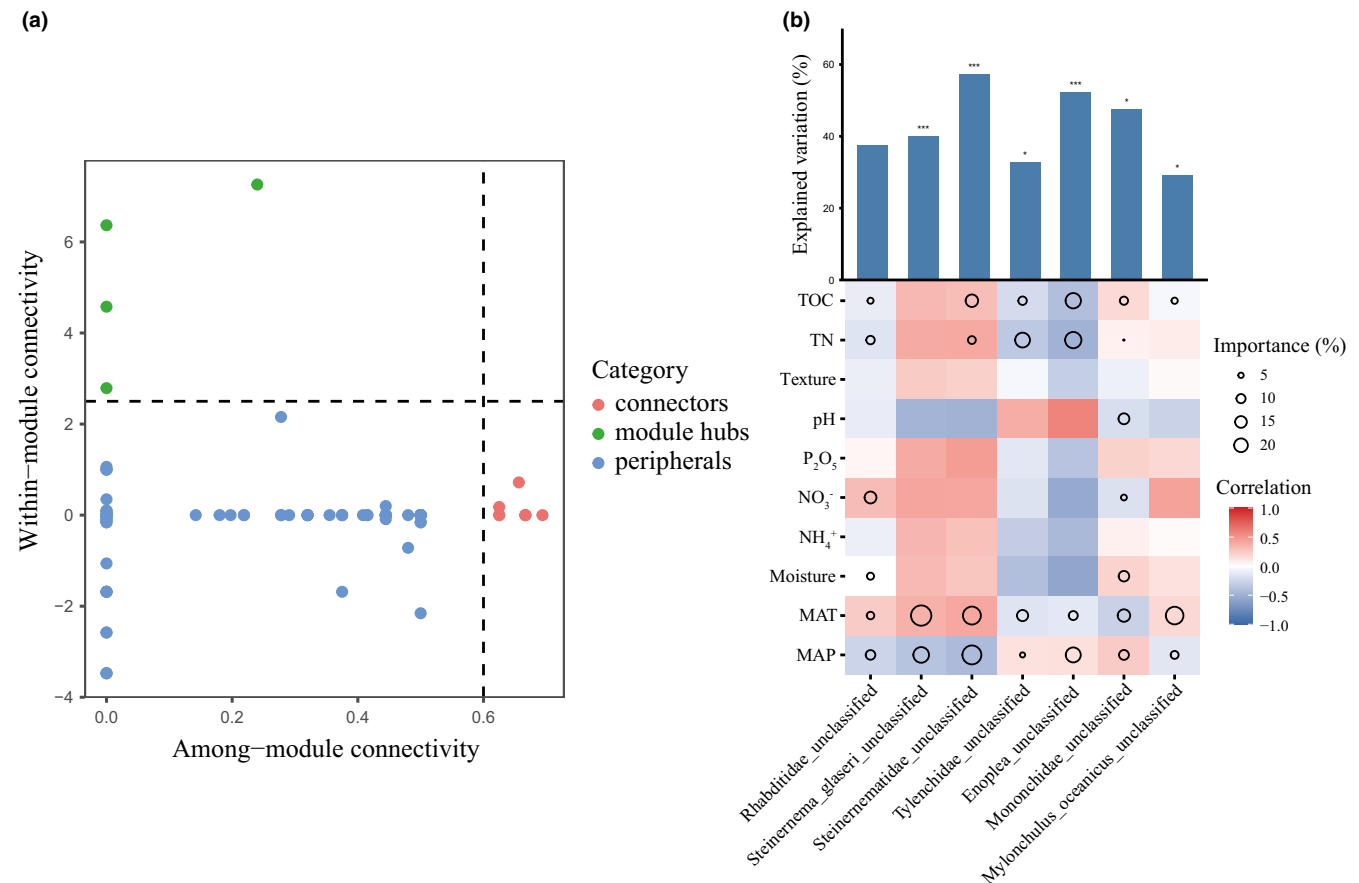 (a)
Within−module connectivity
6
4
2
0
−2
−4
0.0
0.2
0.4
0.6
Among−module connectivity
Category
connectors
module hubs
peripherals
(b)
Explained variation (%)
60
40
20
0
***
***
*
***
*
*
TOC
TN
Texture
pH
P₂O₅
NO₃⁻
NH₄⁺
Moisture
MAT
MAP
Rhabditidae_unclassified
Steinernema_glaseri_unclassified
Steinernematidae_unclassified
Tylenchidae_unclassified
Enoplea_unclassified
Mononchidae_unclassified
Mylonchulus_oceanicus_unclassified
Importance (%)
5
10
15
20
Correlation
1.0
0.5
0.0
−0.5
−1.0